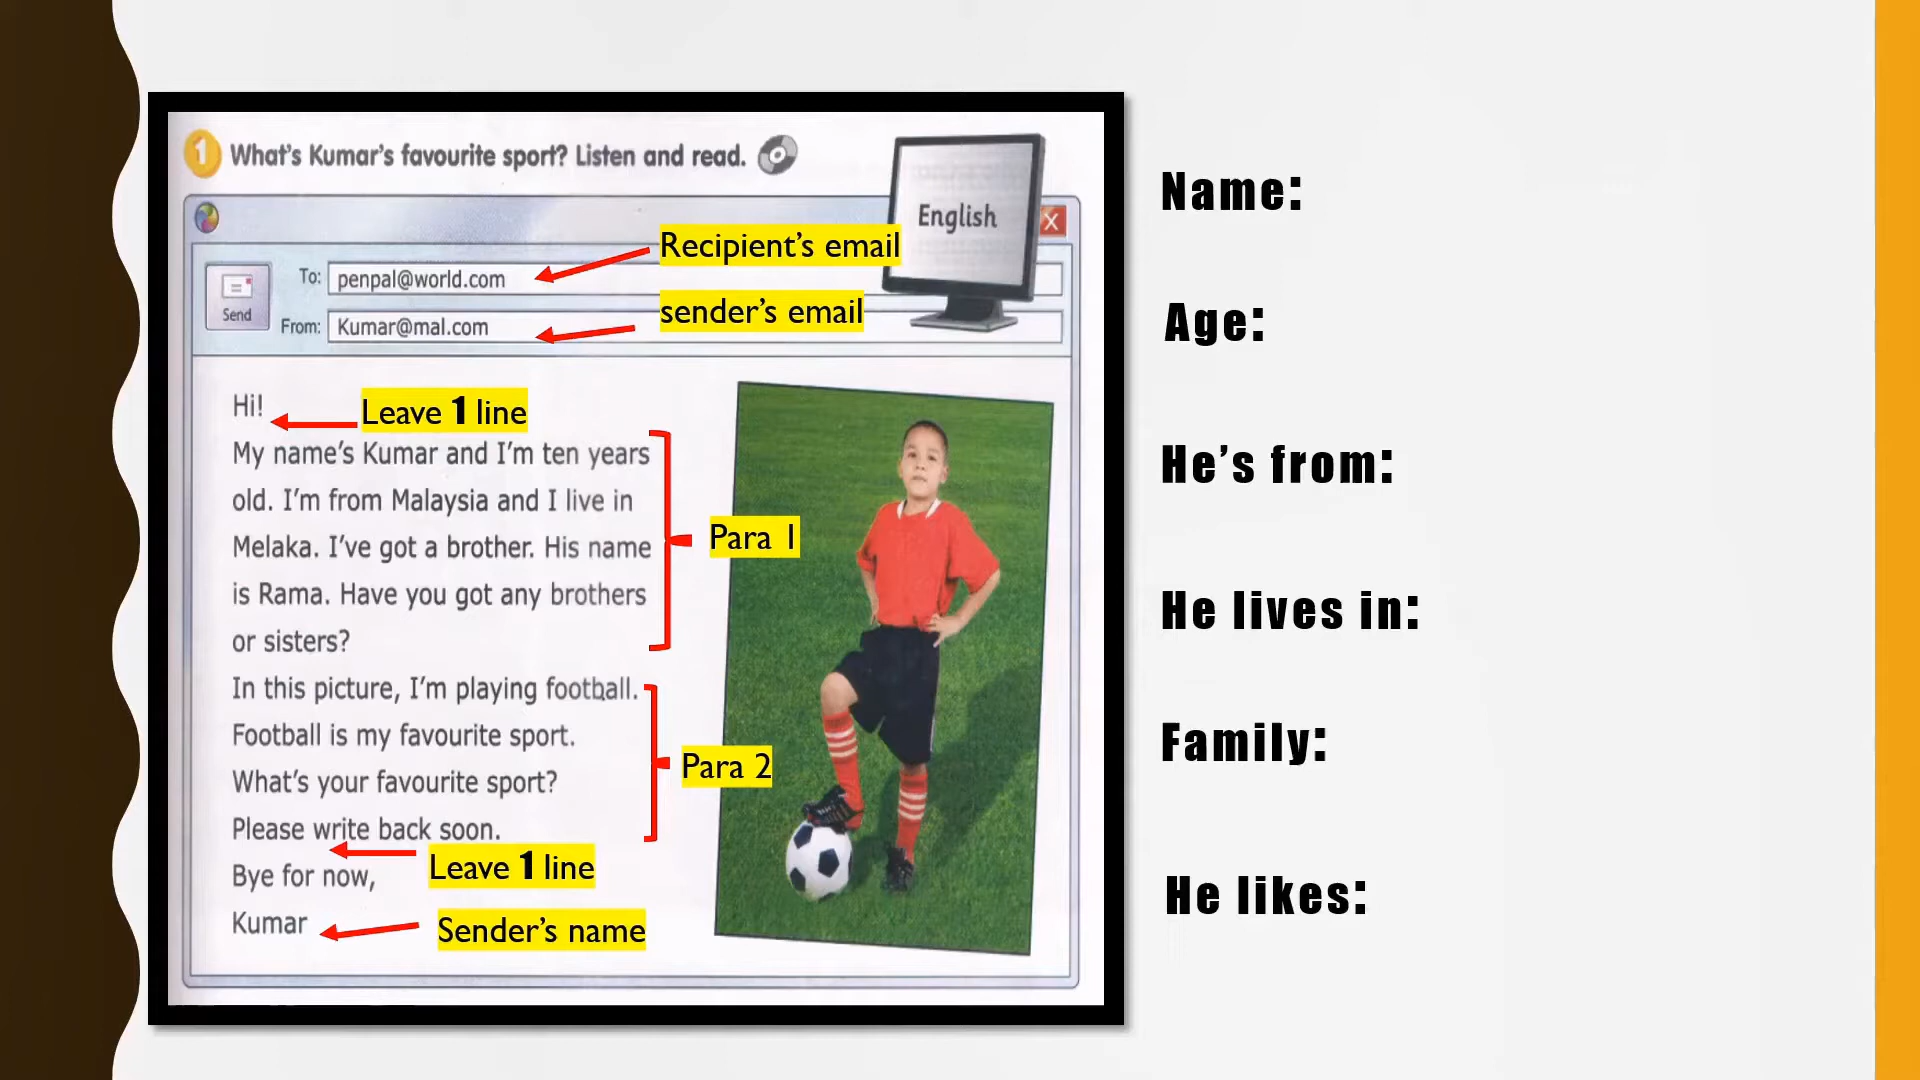 1 What's Kumar's favourite sport? Listen and read.
English
X
Recipient's email
To: penpal@world.com
Send
sender's email
From: Kumar@mal.com
Hi!
Leave 1 line
My name's Kumar and I'm ten years
old. I'm from Malaysia and I live in
Melaka. I've got a brother. His name
is Rama. Have you got any brothers
or sisters?
Para 1
In this picture, I'm playing football.
Football is my favourite sport.
What's your favourite sport?
Please write back soon.
Para 2
Leave 1 line
Bye for now,
Kumar
Sender's name
Name:
Age:
He's from:
He lives in:
Family:
He likes: